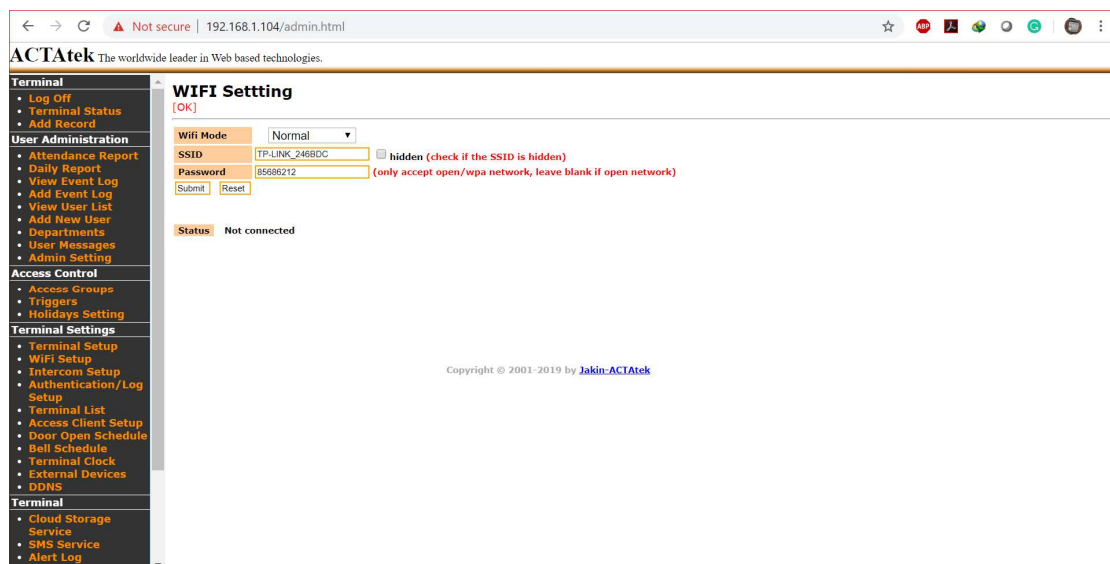 Not secure | 192.168.1.104/admin.html
ABP
G
ACTAtek The worldwide leader in Web based technologies.
Terminal
• Log Off
• Terminal Status
• Add Record
User Administration
• Attendance Report
• Daily Report
• View Event Log
• Add Event Log
• View User List
• Add New User
• Departments
• User Messages
• Admin Setting
Access Control
• Access Groups
• Triggers
• Holidays Setting
Terminal Settings
• Terminal Setup
• WiFi Setup
• Intercom Setup
• Authentication/Log
Setup
• Terminal List
• Access Client Setup
• Door Open Schedule
• Bell Schedule
• Terminal Clock
• External Devices
• DDNS
Terminal
• Cloud Storage
Service
• SMS Service
• Alert Log
WIFI Settting
[OK]
Wifi Mode Normal
SSID TP-LINK_246BDC hidden (check if the SSID is hidden)
Password 85686212 (only accept open/wpa network, leave blank if open network)
Submit Reset
Status Not connected
Copyright © 2001-2019 by Jakin-ACTAtek